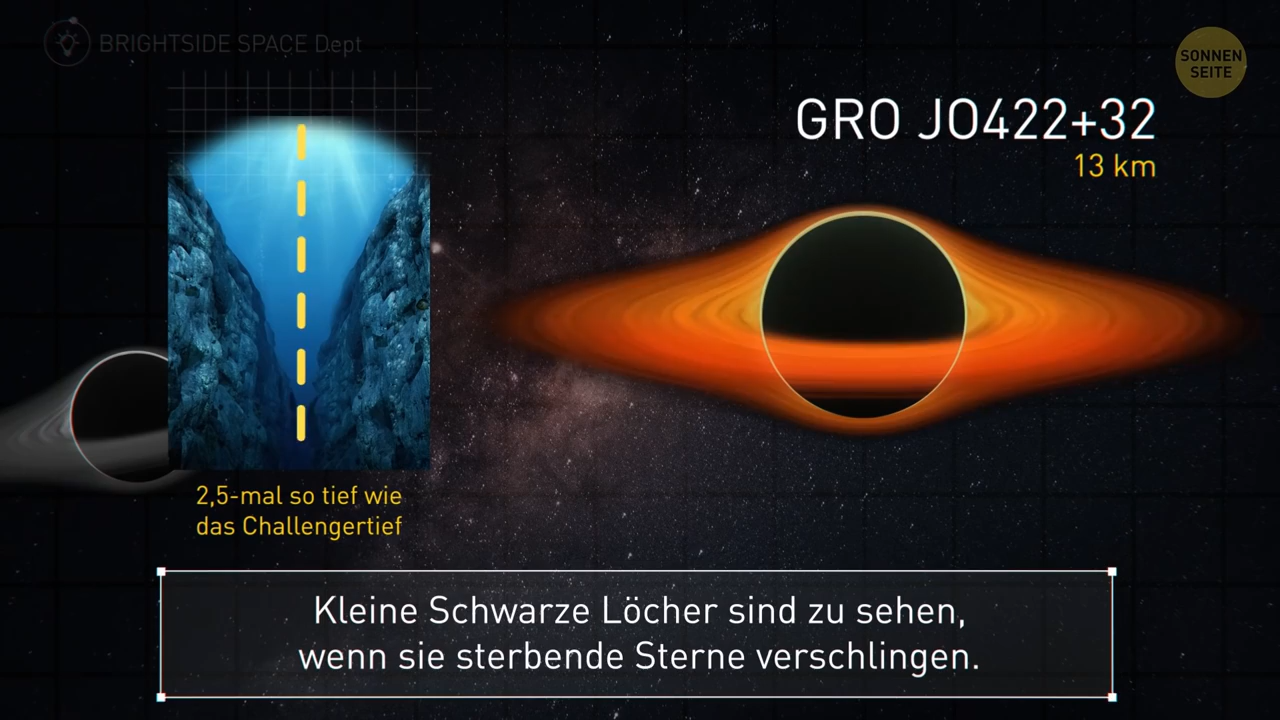 BRIGHTSIDE SPACE Dept
SONNEN
SEITE
GRO JO422+32
13 km
2,5-mal so tief wie
das Challengertief
Kleine Schwarze Löcher sind zu sehen,
wenn sie sterbende Sterne verschlingen.